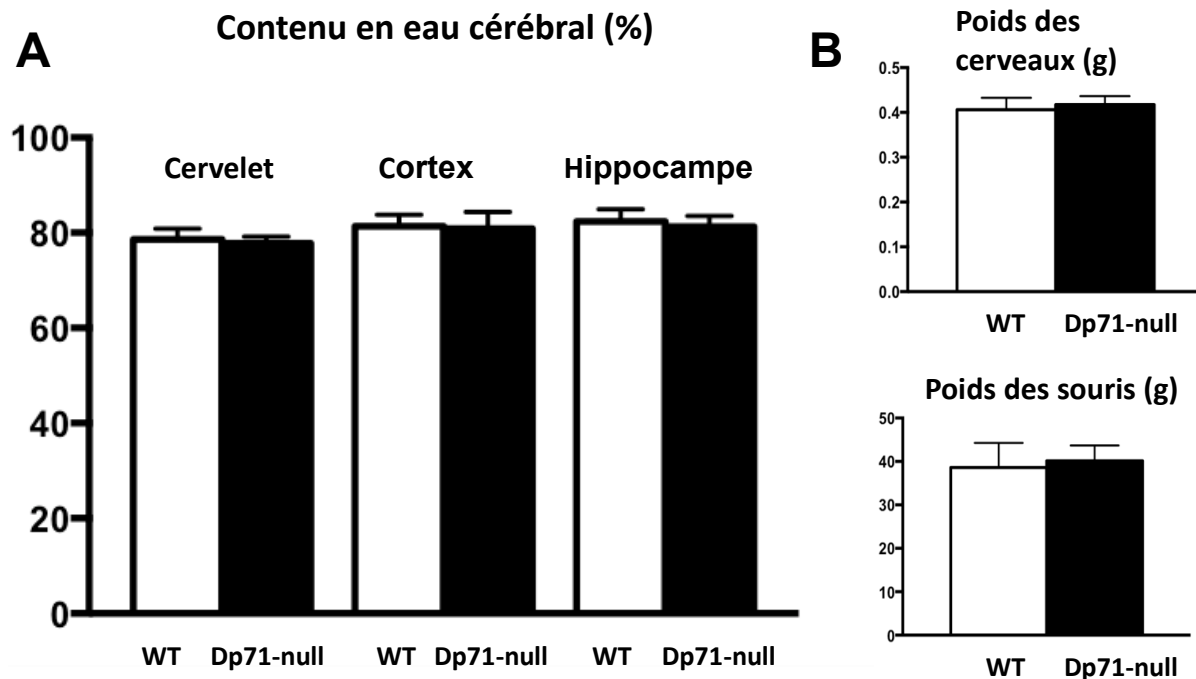 Contenu en eau cérébral (%)
A
100
80
60
40
20
0
Cervelet
Cortex
Hippocampe
WT
Dp71-null
WT
Dp71-null
WT
Dp71-null
B
Poids des
cerveaux (g)
0.5
0.4
0.3
0.2
0.1
0.0
WT
Dp71-null
Poids des souris (g)
50
40
30
20
10
0
WT
Dp71-null